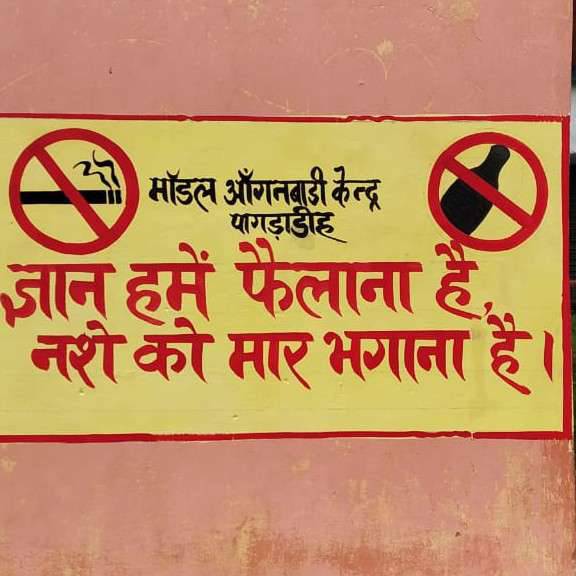 मॉडल आँगनबाडी केन्द्र
पागड़ाडीह
ज्ञान हमें फैलाना है,
नशे को मार भगाना है।